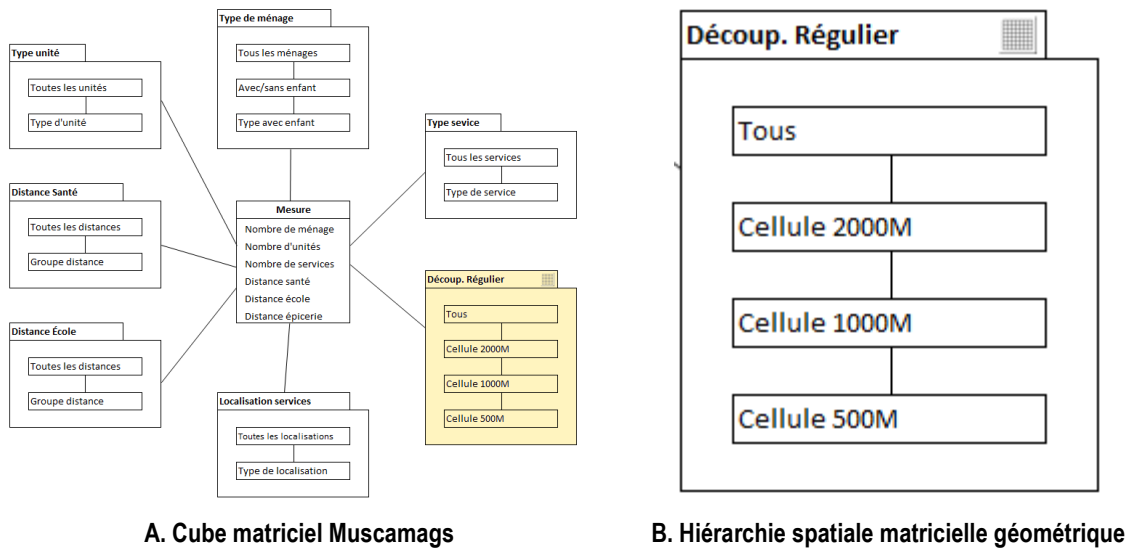 Type de ménage
Tous les ménages
Avec/sans enfant
Type avec enfant
Type unité
Toutes les unités
Type d'unité
Type sevice
Tous les services
Type de service
Distance Santé
Toutes les distances
Groupe distance
Mesure
Nombre de ménage
Nombre d'unités
Nombre de services
Distance santé
Distance école
Distance épicerie
Découp. Régulier
Tous
Cellule 2000M
Cellule 1000M
Cellule 500M
Distance École
Toutes les distances
Groupe distance
Localisation services
Toutes les localisations
Type de localisation
A. Cube matriciel Muscamags
Découp. Régulier
Tous
Cellule 2000M
Cellule 1000M
Cellule 500M
B. Hiérarchie spatiale matricielle géométrique